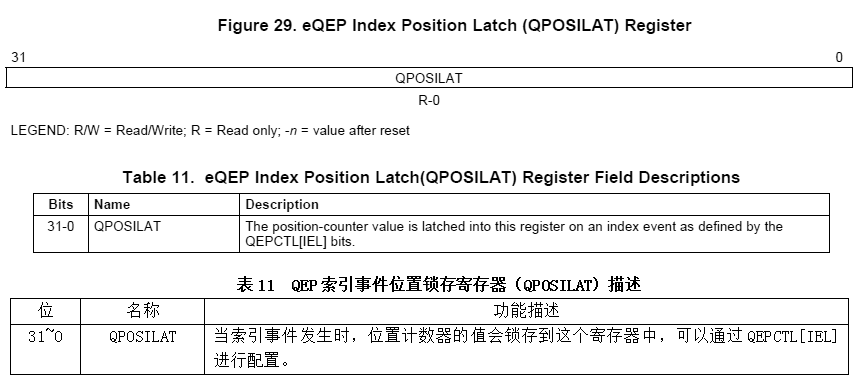 Figure 29. eQEP Index Position Latch (QPOSILAT) Register
31 0
QPOSILAT
R-0
LEGEND: R/W = Read/Write; R = Read only; -n = value after reset
Table 11. eQEP Index Position Latch(QPOSILAT) Register Field Descriptions
Bits Name Description
31-0 QPOSILAT The position-counter value is latched into this register on an index event as defined by the
QEPCTL[IEL] bits.
表 11 QEP 索引事件位置锁存寄存器（QPOSILAT）描述
位 名称 功能描述
31~0 QPOSILAT 当索引事件发生时，位置计数器的值会锁存到这个寄存器中，可以通过 QEPCTL[IEL]
进行配置。